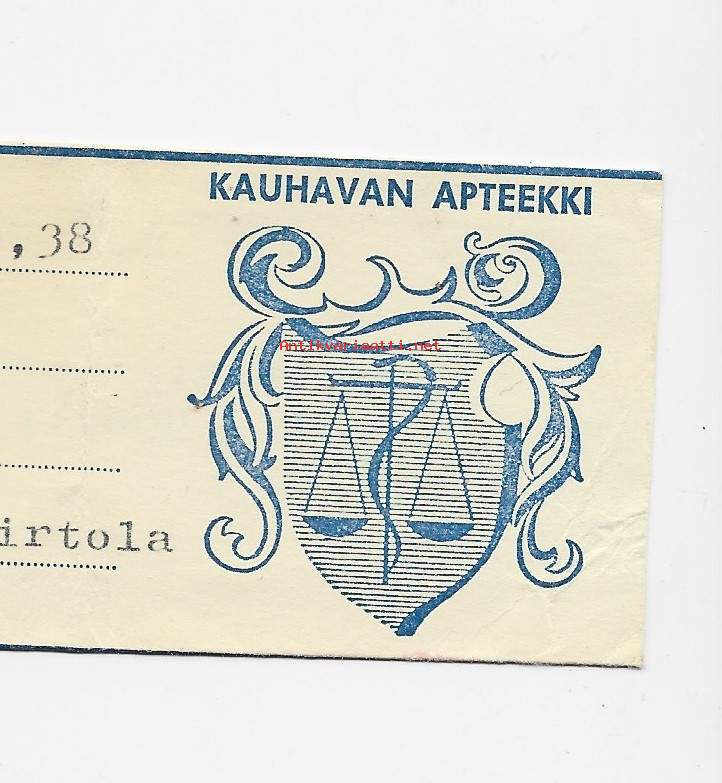 KAUHAVAN APTEEKKI
,38
Antikvariaatti.net
irtola